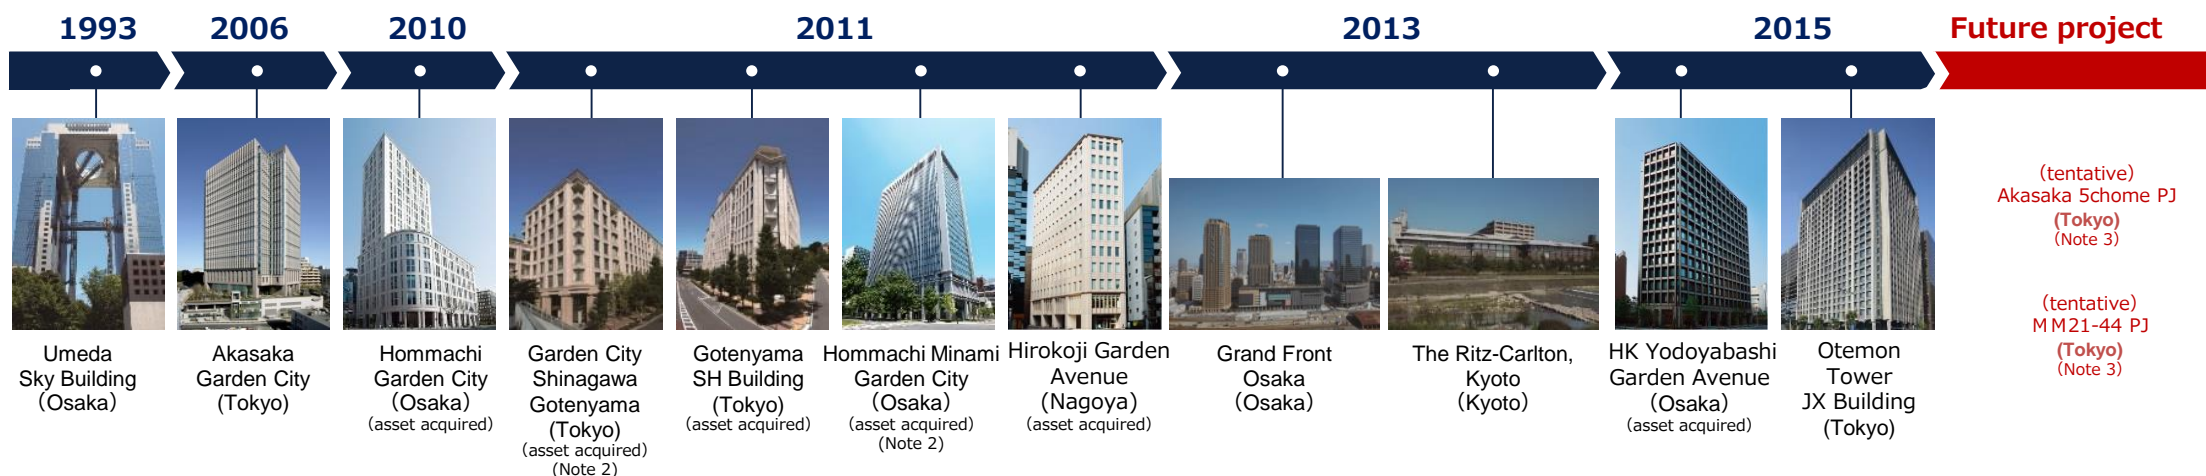 1993
2006
2010
2011
2013
2015
Future project
Umeda
Sky Building
(Osaka)
Akasaka
Garden City
(Tokyo)
Hommachi
Garden City
(Osaka)
(asset acquired)
Garden City
Shinagawa
Gotenyama
(Tokyo)
(asset acquired)
(Note 2)
Gotenyama
SH Building
(Tokyo)
(asset acquired)
Hommachi Minami
Garden City
(Osaka)
(asset acquired)
(Note 2)
Hirokoji Garden
Avenue
(Nagoya)
(asset acquired)
Grand Front
Osaka
(Osaka)
The Ritz-Carlton,
Kyoto
(Kyoto)
HK Yodoyabashi
Garden Avenue
(Osaka)
(asset acquired)
Otemon
Tower
JX Building
(Tokyo)
(tentative)
Akasaka 5chome PJ
(Tokyo)
(Note 3)
(tentative)
MM21-44 PJ
(Tokyo)
(Note 3)